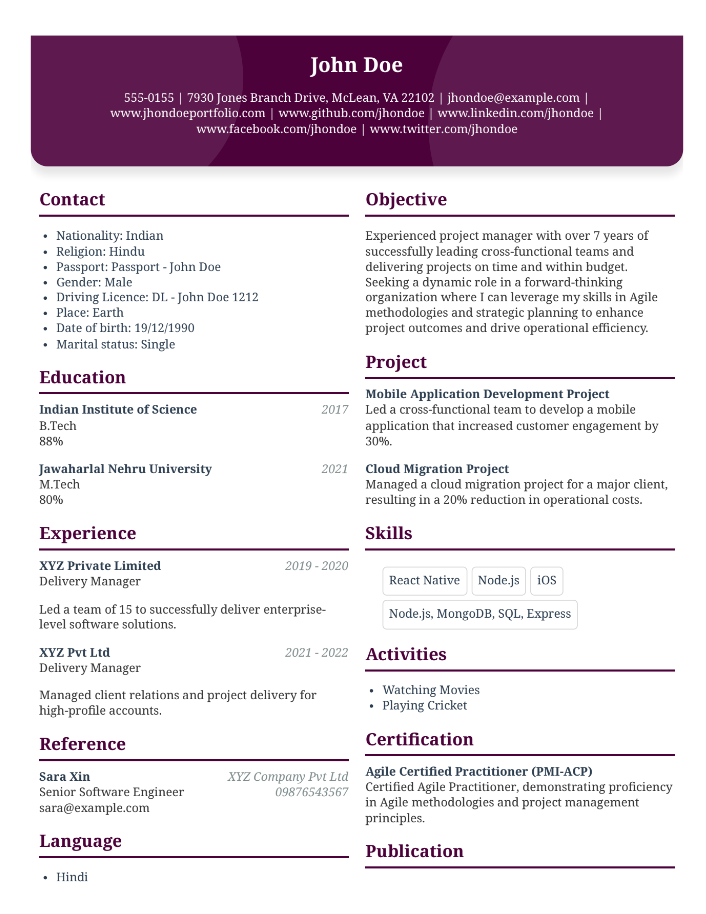 John Doe
555-0155 | 7930 Jones Branch Drive, McLean, VA 22102 | jhondoe@example.com |
www.jhondoeportfolio.com | www.github.com/jhondoe | www.linkedin.com/jhondoe |
www.facebook.com/jhondoe | www.twitter.com/jhondoe
Contact
• Nationality: Indian
• Religion: Hindu
• Passport: Passport - John Doe
• Gender: Male
• Driving Licence: DL - John Doe 1212
• Place: Earth
• Date of birth: 19/12/1990
• Marital status: Single
Education
Indian Institute of Science 2017
B.Tech
88%
Jawaharlal Nehru University 2021
M.Tech
80%
Experience
XYZ Private Limited 2019 - 2020
Delivery Manager
Led a team of 15 to successfully deliver enterprise-
level software solutions.
XYZ Pvt Ltd 2021 - 2022
Delivery Manager
Managed client relations and project delivery for
high-profile accounts.
Reference
Sara Xin XYZ Company Pvt Ltd
Senior Software Engineer 09876543567
sara@example.com
Language
• Hindi
Objective
Experienced project manager with over 7 years of
successfully leading cross-functional teams and
delivering projects on time and within budget.
Seeking a dynamic role in a forward-thinking
organization where I can leverage my skills in Agile
methodologies and strategic planning to enhance
project outcomes and drive operational efficiency.
Project
Mobile Application Development Project
Led a cross-functional team to develop a mobile
application that increased customer engagement by
30%.
Cloud Migration Project
Managed a cloud migration project for a major client,
resulting in a 20% reduction in operational costs.
Skills
React Native Node.js iOS
Node.js, MongoDB, SQL, Express
Activities
• Watching Movies
• Playing Cricket
Certification
Agile Certified Practitioner (PMI-ACP)
Certified Agile Practitioner, demonstrating proficiency
in Agile methodologies and project management
principles.
Publication